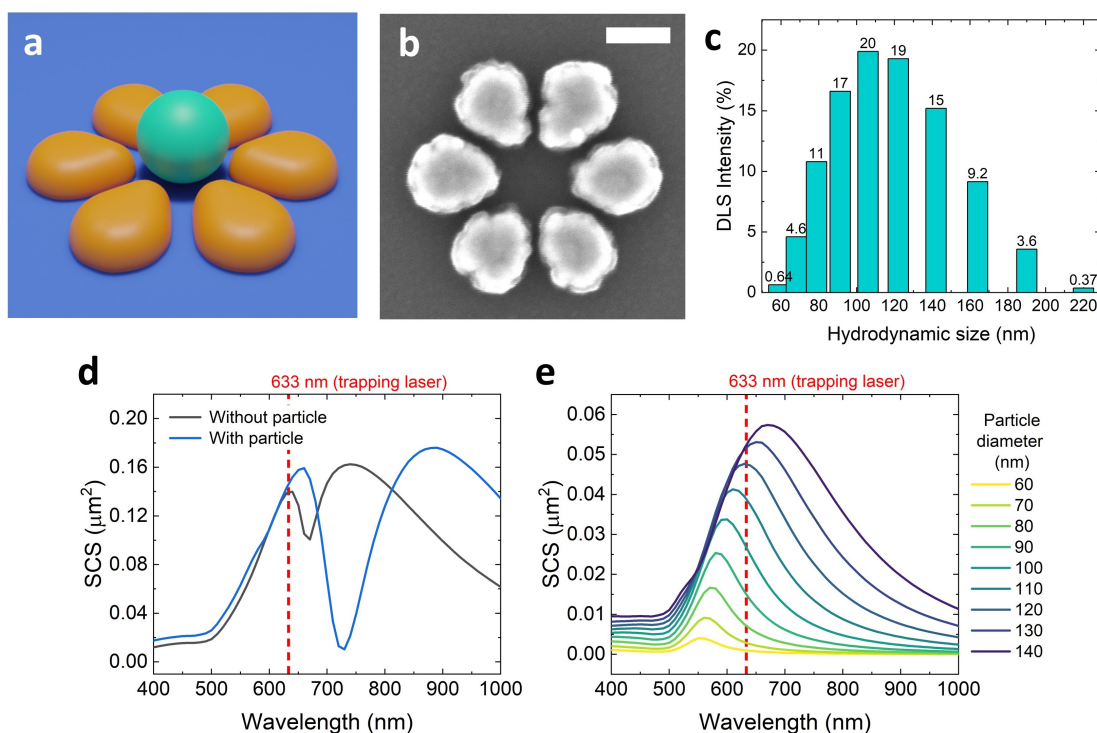 a
b
c
20
15
10
5
0
DLS Intensity (%)
0.64
4.6
11
17
20
19
15
9.2
3.6
0.37
60 80 100 120 140 160 180 200 220
Hydrodynamic size (nm)
d
633 nm (trapping laser)
Without particle
With particle
0.20
0.16
0.12
0.08
0.04
0.00
SCS (μm²)
400 500 600 700 800 900 1000
Wavelength (nm)
e
633 nm (trapping laser)
0.06
0.05
0.04
0.03
0.02
0.01
0.00
SCS (μm²)
400 500 600 700 800 900 1000
Wavelength (nm)
Particle
diameter
(nm)
60
70
80
90
100
110
120
130
140